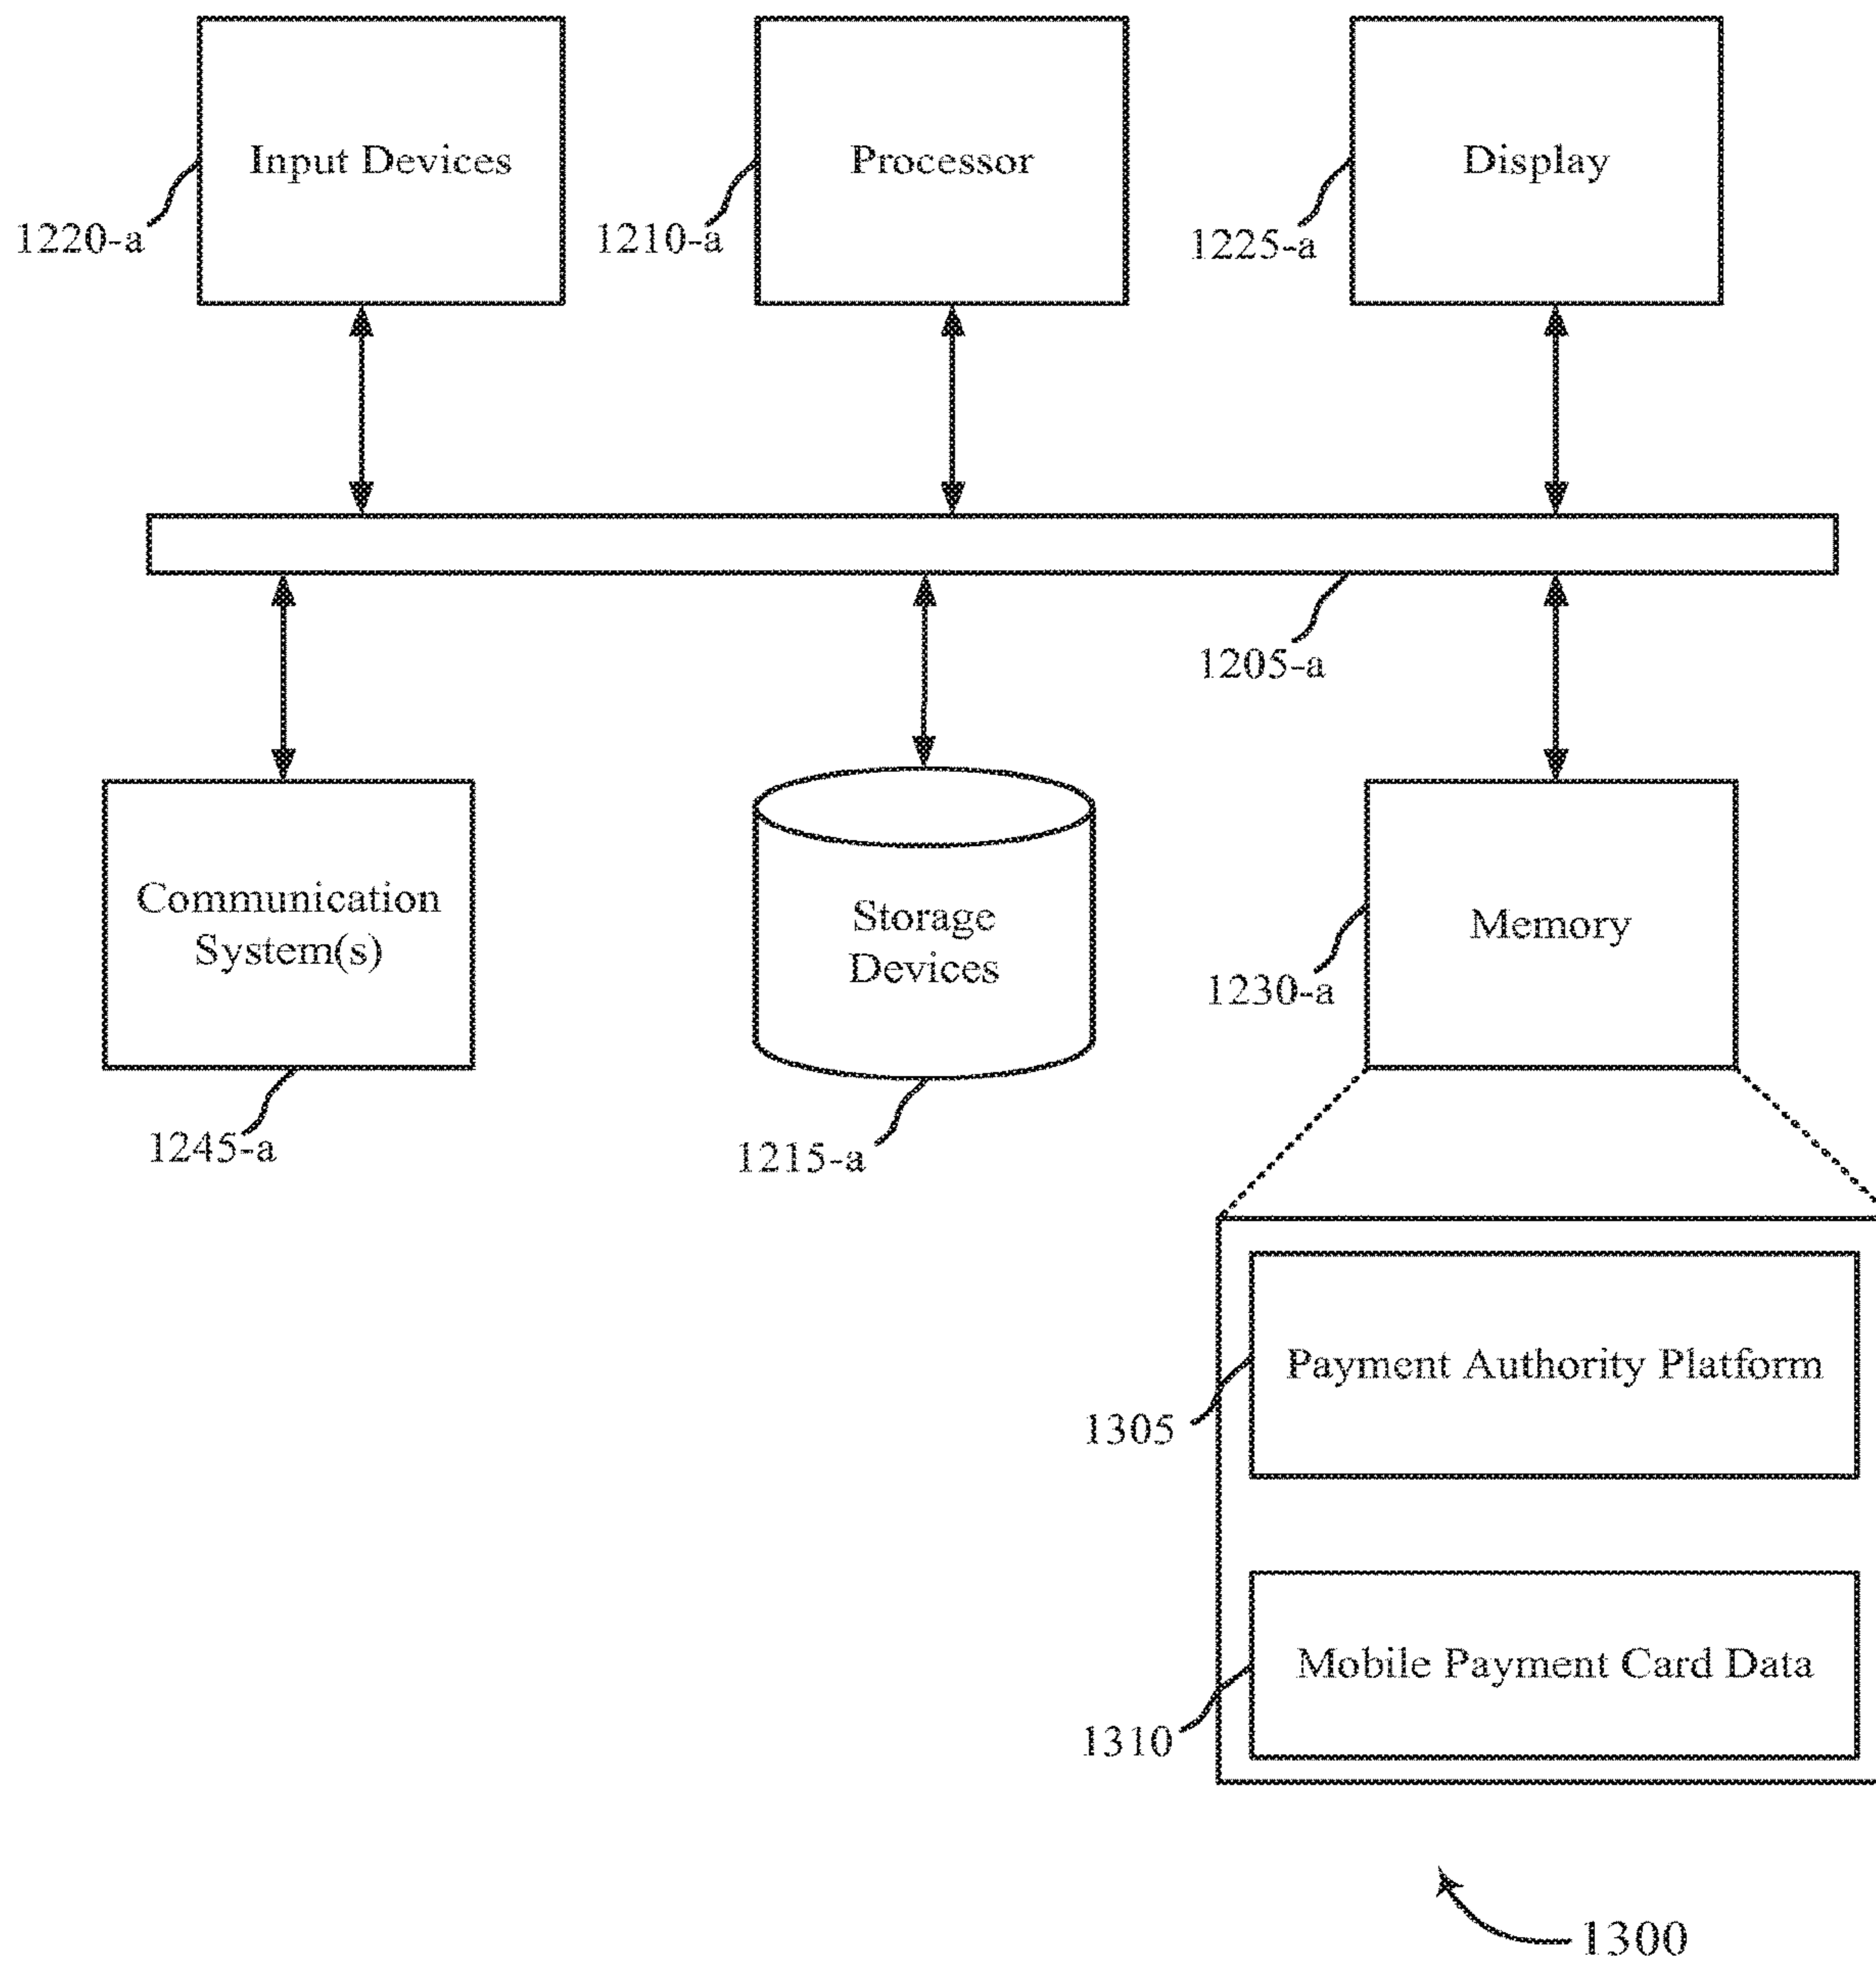 Input Devices
Processor
Display
1220-a
1210-a
1225-a
1205-a
Communication
System(s)
Storage
Devices
Memory
1230-a
1245-a
1215-a
Payment Authority Platform
1305
Mobile Payment Card Data
1310
1300